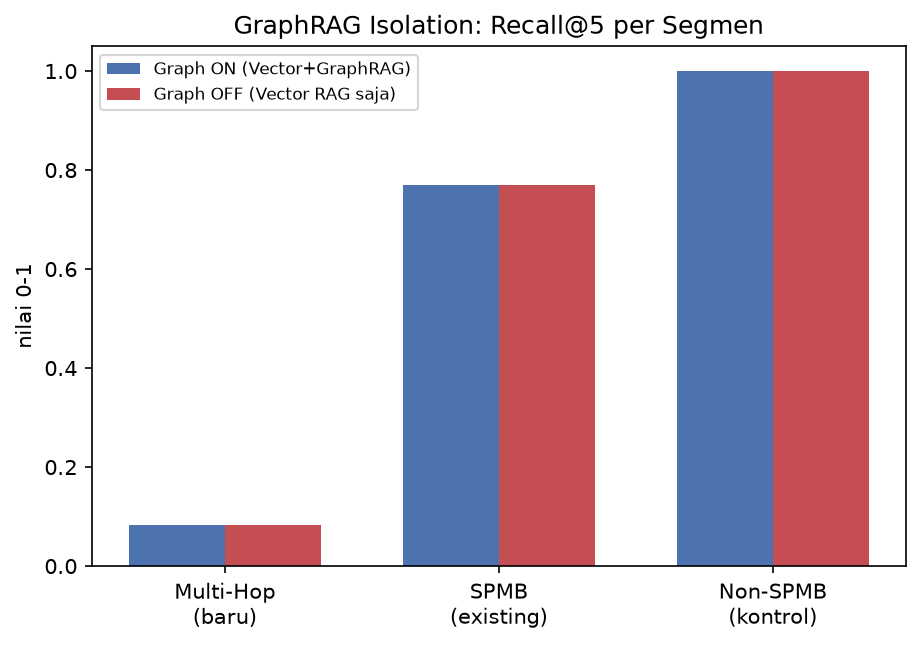 GraphRAG Isolation: Recall@5 per Segmen
Graph ON (Vector+GraphRAG)
Graph OFF (Vector RAG saja)
nilai 0-1
1.0
0.8
0.6
0.4
0.2
0.0
Multi-Hop
(baru)
SPMB
(existing)
Non-SPMB
(kontrol)